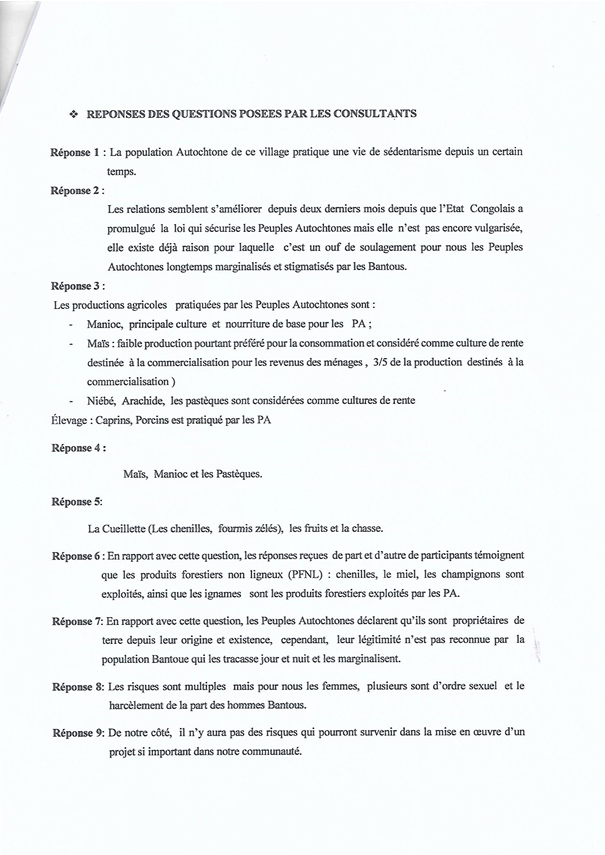 ❖ REPONSES DES QUESTIONS POSEES PAR LES CONSULTANTS
Réponse 1 : La population Autochtone de ce village pratique une vie de sédentarisme depuis un certain
temps.
Réponse 2 :
Les relations semblent s'améliorer depuis deux derniers mois depuis que l'Etat Congolais a
promulgué la loi qui sécurise les Peuples Autochtones mais elle n'est pas encore vulgarisée,
elle existe déjà raison pour laquelle c'est un ouf de soulagement pour nous les Peuples
Autochtones longtemps marginalisés et stigmatisés par les Bantous.
Réponse 3 :
Les productions agricoles pratiquées par les Peuples Autochtones sont :
- Manioc, principale culture et nourriture de base pour les PA ;
- Maïs : faible production pourtant préféré pour la consommation et considéré comme culture de rente
destinée à la commercialisation pour les revenus des ménages , 3/5 de la production destinés à la
commercialisation )
- Niébé, Arachide, les pastèques sont considérées comme cultures de rente
Élevage : Caprins, Porcins est pratiqué par les PA
Réponse 4 :
Maïs, Manioc et les Pastèques.
Réponse 5:
La Cueillette (Les chenilles, fourmis zélés), les fruits et la chasse.
Réponse 6 : En rapport avec cette question, les réponses reçues de part et d'autre de participants témoignent
que les produits forestiers non ligneux (PFNL) : chenilles, le miel, les champignons sont
exploités, ainsi que les ignames sont les produits forestiers exploités par les PA.
Réponse 7: En rapport avec cette question, les Peuples Autochtones déclarent qu'ils sont propriétaires de
terre depuis leur origine et existence, cependant, leur légitimité n'est pas reconnue par la
population Bantoue qui les tracasse jour et nuit et les marginalisent.
Réponse 8: Les risques sont multiples mais pour nous les femmes, plusieurs sont d'ordre sexuel et le
harcèlement de la part des hommes Bantous.
Réponse 9: De notre côté, il n'y aura pas des risques qui pourront survenir dans la mise en œuvre d'un
projet si important dans notre communauté.